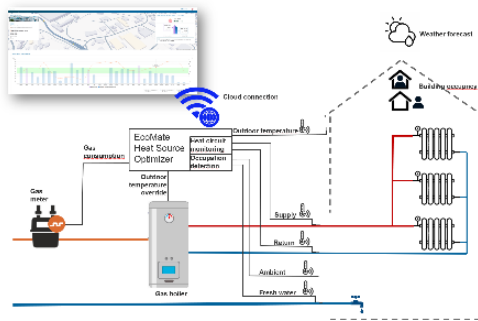 Weather forecast
Building occupancy
Cloud connection
Outdoor temperature
EcoMate
Heat Source
Optimizer
Heat circuit
monitoring
Occupation
detection
Gas
consumption
Outdoor
temperature
override
Gas
meter
Supply
Return
Ambient
Fresh water
Gas boiler